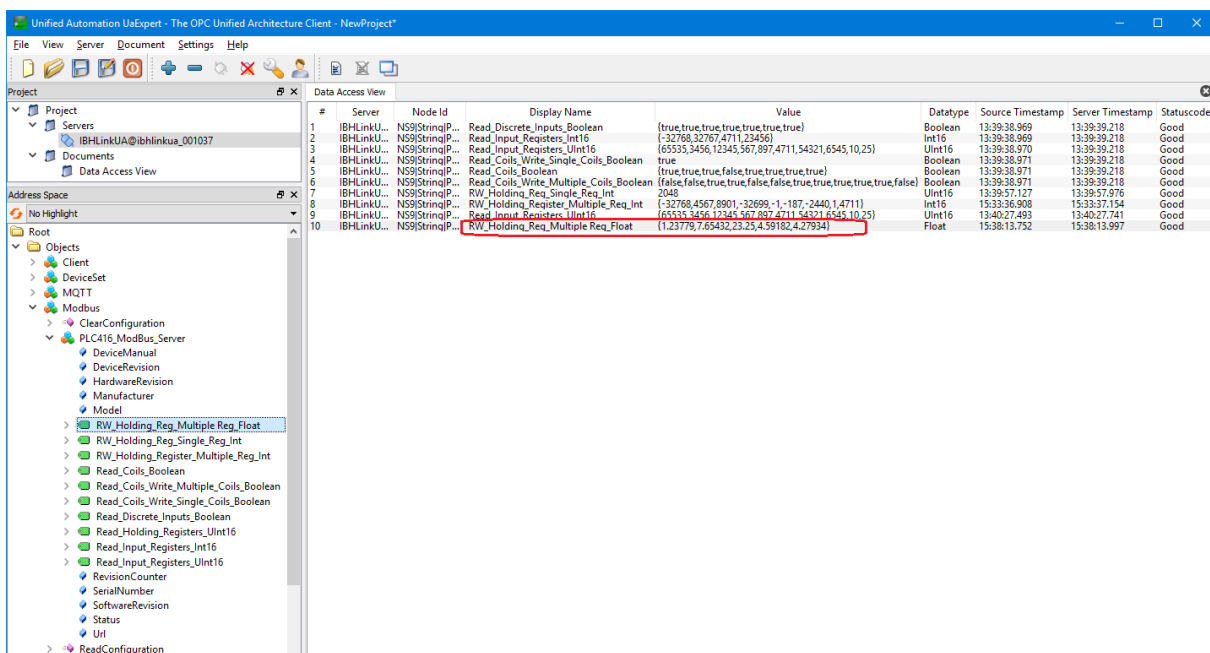 Unified Automation UaExpert - The OPC Unified Architecture Client - NewProject*
File View Server Document Settings Help
Project
Project
Servers
IBHLinkUA@ibhlinkua_001037
Documents
Data Access View
Address Space
No Highlight
Root
Objects
Client
DeviceSet
MQTT
Modbus
ClearConfiguration
PLC416_ModBus_Server
DeviceManual
DeviceRevision
HardwareRevision
Manufacturer
Model
RW_Holding_Reg_Multiple Reg_Float
RW_Holding_Reg_Single_Reg_Int
RW_Holding_Register_Multiple_Reg_Int
Read_Coils_Boolean
Read_Coils_Write_Multiple_Coils_Boolean
Read_Coils_Write_Single_Coils_Boolean
Read_Discrete_Inputs_Boolean
Read_Holding_Registers_UInt16
Read_Input_Registers_Int16
Read_Input_Registers_UInt16
RevisionCounter
SerialNumber
SoftwareRevision
Status
Url
ReadConfiguration
Data Access View
# Server Node Id Display Name Value Datatype Source Timestamp Server Timestamp Statuscode
1 IBHLinkU... NS9|String|P... Read_Discrete_Inputs_Boolean {true,true,true,true,true,true,true} Boolean 13:39:38.969 13:39:39.218 Good
2 IBHLinkU... NS9|String|P... Read_Input_Registers_Int16 {-32768,32767,4711,23456} Int16 13:39:38.969 13:39:39.218 Good
3 IBHLinkU... NS9|String|P... Read_Input_Registers_UInt16 {65535,3456,12345,567,897,4711,54321,6545,10,25} UInt16 13:39:38.970 13:39:39.218 Good
4 IBHLinkU... NS9|String|P... Read_Coils_Write_Single_Coils_Boolean true Boolean 13:39:38.971 13:39:39.218 Good
5 IBHLinkU... NS9|String|P... Read_Coils_Boolean {true,true,true,false,true,true,true,true} Boolean 13:39:38.971 13:39:39.218 Good
6 IBHLinkU... NS9|String|P... Read_Coils_Write_Multiple_Coils_Boolean {false,false,true,true,false,false,true,true,true,true,true,false} Boolean 13:39:38.971 13:39:39.218 Good
7 IBHLinkU... NS9|String|P... RW_Holding_Reg_Single_Reg_Int 2048 UInt16 13:39:57.127 13:39:57.976 Good
8 IBHLinkU... NS9|String|P... RW_Holding_Register_Multiple_Reg_Int {-32768,4567,8901,-32699,-1,-187,-2440,1,4711} Int16 15:33:36.908 15:33:37.154 Good
9 IBHLinkU... NS9|String|P... Read_Input_Registers_UInt16 {65535,3456,12345,567,897,4711,54321,6545,10,25} UInt16 13:40:27.493 13:40:27.741 Good
10 IBHLinkU... NS9|String|P... RW_Holding_Reg_Multiple Reg_Float {1.23779,7.65432,23.25,4.59182,4.27934} Float 15:38:13.752 15:38:13.997 Good